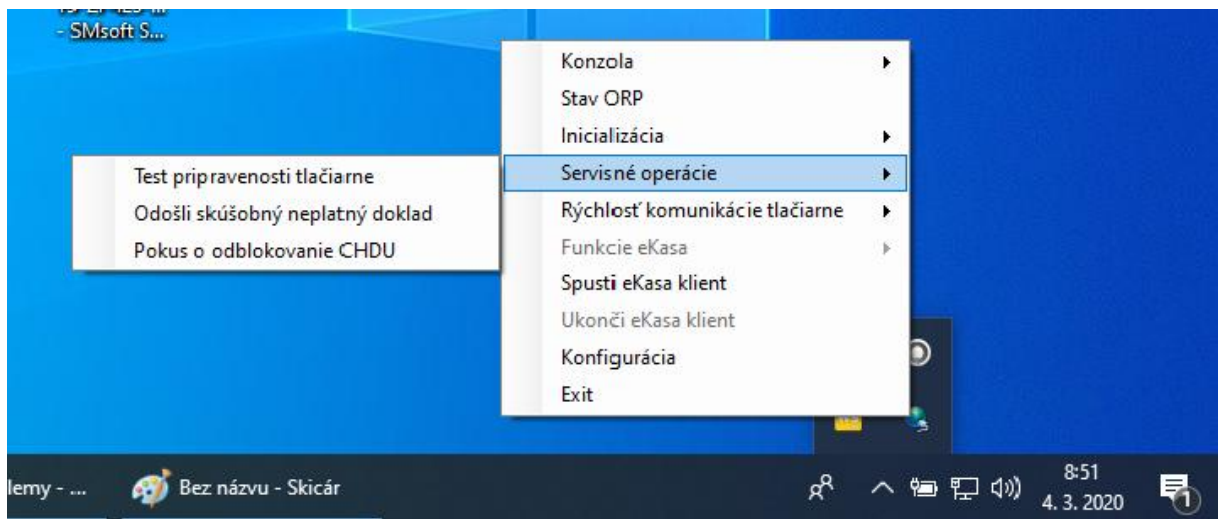 - SMsoft S...
Konzola
Stav ORP
Inicializácia
Servisné operácie
Rýchlosť komunikácie tlačiarne
Funkcie eKasa
Spusti eKasa klient
Ukonči eKasa klient
Konfigurácia
Exit
Test pripravenosti tlačiarne
Odošli skúšobný neplatný doklad
Pokus o odblokovanie CHDU
lemy - ...
Bez názvu - Skicár
8:51
4. 3. 2020
1